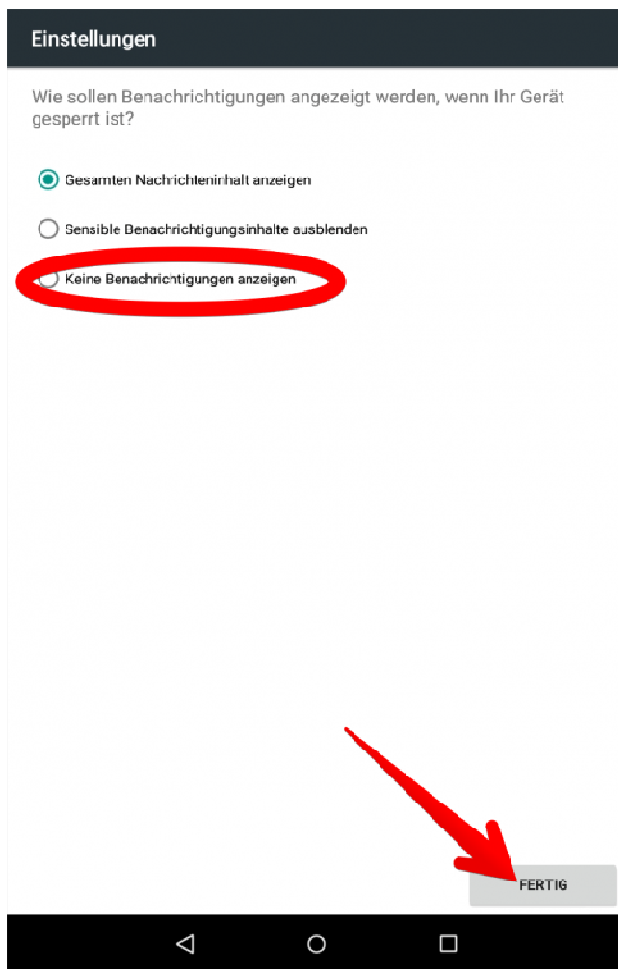 Einstellungen
Wie sollen Benachrichtigungen angezeigt werden, wenn Ihr Gerät
gesperrt ist?
Gesamten Nachrichteninhalt anzeigen
Sensible Benachrichtigungsinhalte ausblenden
Keine Benachrichtigungen anzeigen
FERTIG